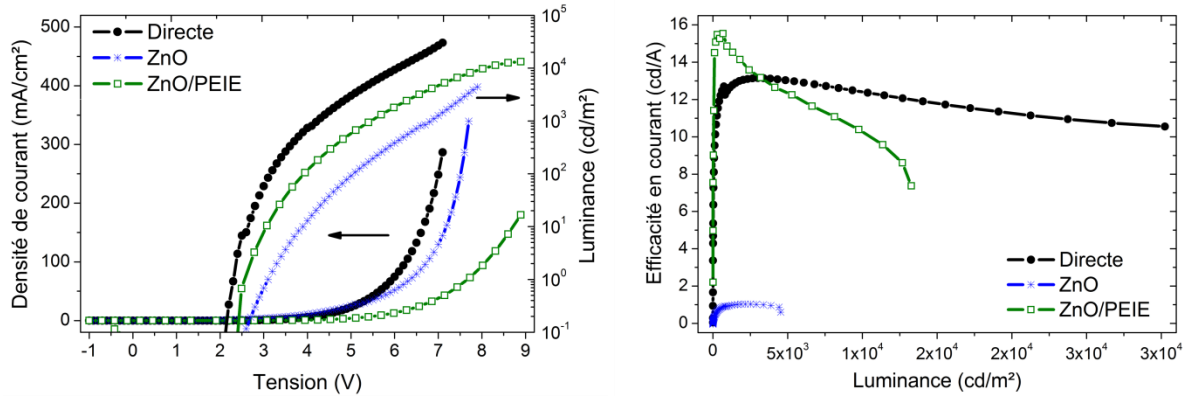 Densité de courant (mA/cm²)
500
400
300
200
100
0
-1 0 1 2 3 4 5 6 7 8 9
Tension (V)
Directe
ZnO
ZnO/PEIE
10⁵
10⁴
10³
10²
10¹
10⁰
10⁻¹
Luminance (cd/m²)
Efficacité en courant (cd/A)
16
14
12
10
8
6
4
2
0
0 5x10³ 1x10⁴ 2x10⁴ 2x10⁴ 3x10⁴ 3x10⁴
Luminance (cd/m²)
Directe
ZnO
ZnO/PEIE